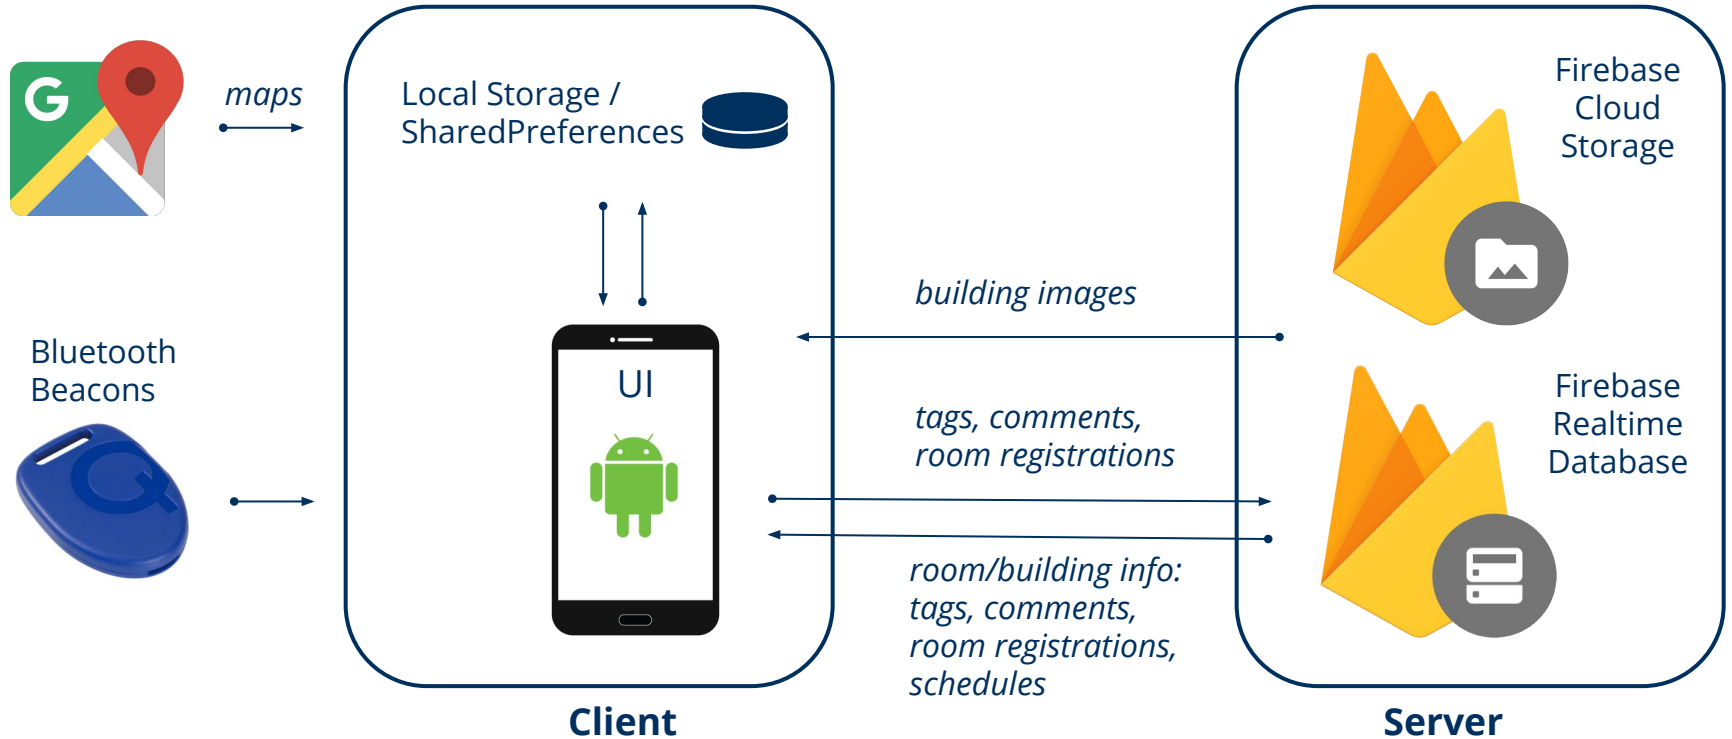 G
maps
Bluetooth
Beacons
Local Storage /
SharedPreferences
UI
Client
building images
tags, comments,
room registrations
room/building info:
tags, comments,
room registrations,
schedules
Firebase
Cloud
Storage
Firebase
Realtime
Database
Server